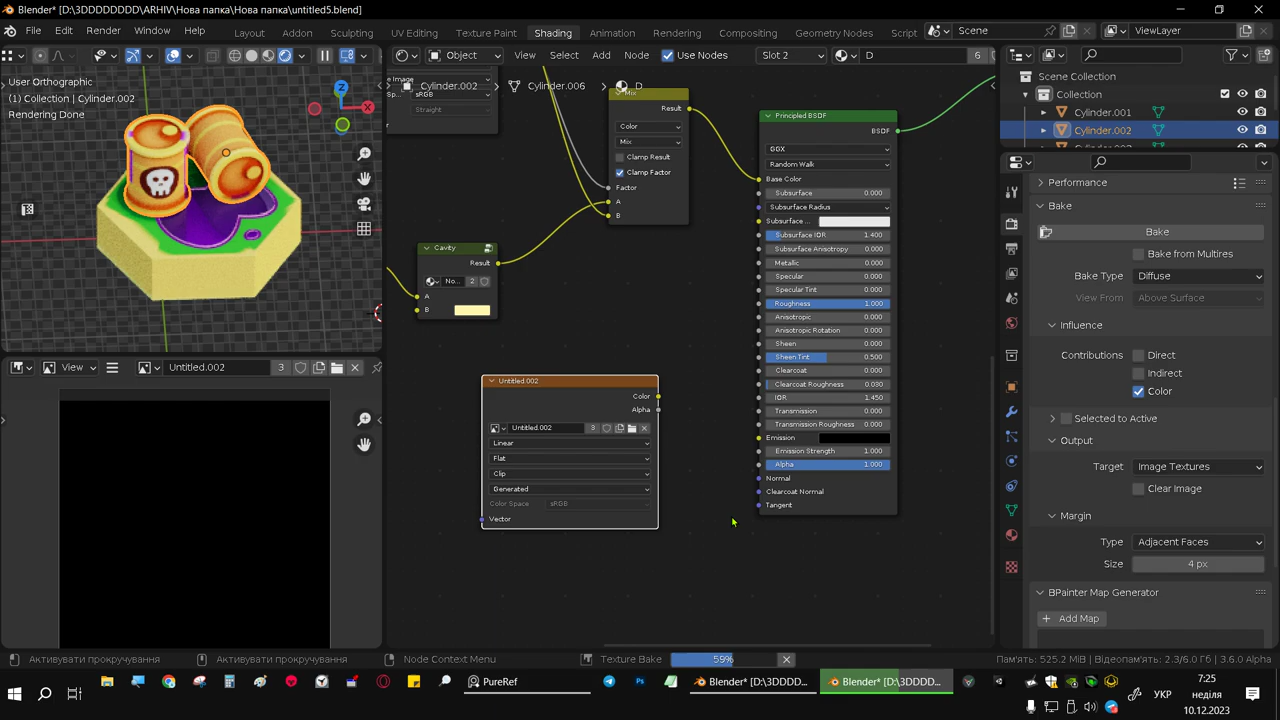 Blender* [D:\3DDDDDDDD\ARHIV\Нова папка\Нова папка\untitled5.blend]
File Edit Render Window Help Layout Modeling Sculpting UV Editing Texture Paint Shading Animation Rendering Compositing Geometry Nodes Script Scene ViewLayer
Object View Select Add Node Use Nodes Slot 2 D 6
User Orthographic
(1) Collection | Cylinder.002
Rendering Done
Cylinder.002 > Cylinder.006 > D
sRGB
Straight
Mix
Result
Color
Mix
Clamp Result
Clamp Factor
Factor
A
B
Cavity
Result
No... 2
A
B
Untitled.002
Color
Alpha
Untitled.002 3
Linear
Flat
Clip
Generated
Color Space sRGB
Vector
Principled BSDF
BSDF
GGX
Random Walk
Base Color
Subsurface 0.000
Subsurface Radius
Subsurface ...
Subsurface IOR 1.400
Subsurface Anisotropy 0.000
Metallic 0.000
Specular 0.000
Specular Tint 0.000
Roughness 1.000
Anisotropic 0.000
Anisotropic Rotation 0.000
Sheen 0.000
Sheen Tint 0.500
Clearcoat 0.000
Clearcoat Roughness 0.030
IOR 1.450
Transmission 0.000
Transmission Roughness 0.000
Emission
Emission Strength 1.000
Alpha 1.000
Normal
Clearcoat Normal
Tangent
View Untitled.002 3
Z
X
Scene Collection
Collection
Cylinder.001
Cylinder.002
Performance
Bake
Bake
Bake from Multires
Bake Type Diffuse
View From Above Surface
Influence
Contributions Direct
Indirect
Color
Selected to Active
Output
Target Image Textures
Clear Image
Margin
Type Adjacent Faces
Size 4 px
BPainter Map Generator
Add Map
Активувати прокручування Активувати прокручування Node Context Menu Texture Bake 59% Пам'ять: 525.2 MiB | Відеопам'ять: 2.3/6.0 Гб | 3.6.0 Alpha
PureRef Blender* [D:\3DDDD... Blender* [D:\3DDDD...
УКР
7:25
неділя
10.12.2023